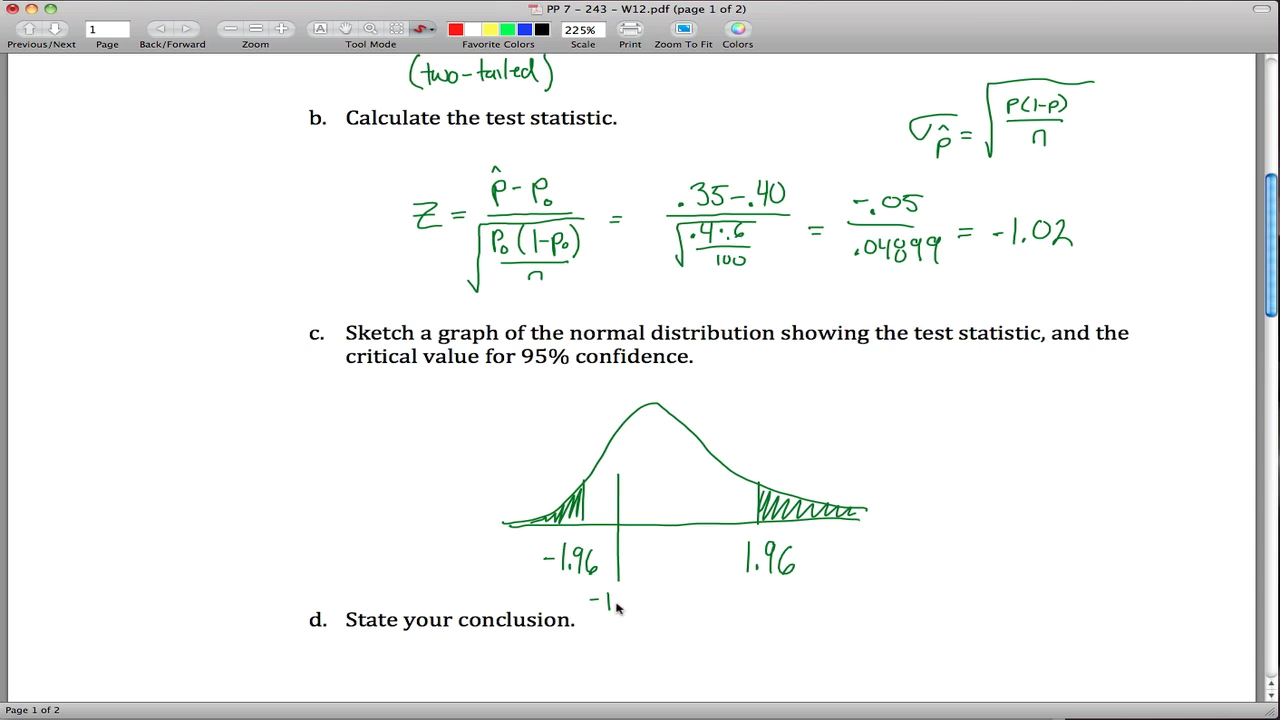 PP 7 – 243 – W12.pdf (page 1 of 2)
1 225%
Previous/Next Page Back/Forward Zoom Tool Mode Favorite Colors Scale Print Zoom To Fit Colors
(two-tailed)
b. Calculate the test statistic.
σ_p̂ = √(p(1-p)/n)
Z = (p̂ - p₀)/√(p₀(1-p₀)/n) = (.35-.40)/√(.4·.6/100) = -.05/.04899 = -1.02
c. Sketch a graph of the normal distribution showing the test statistic, and the
critical value for 95% confidence.
-1.96 1.96
-1
d. State your conclusion.
Page 1 of 2